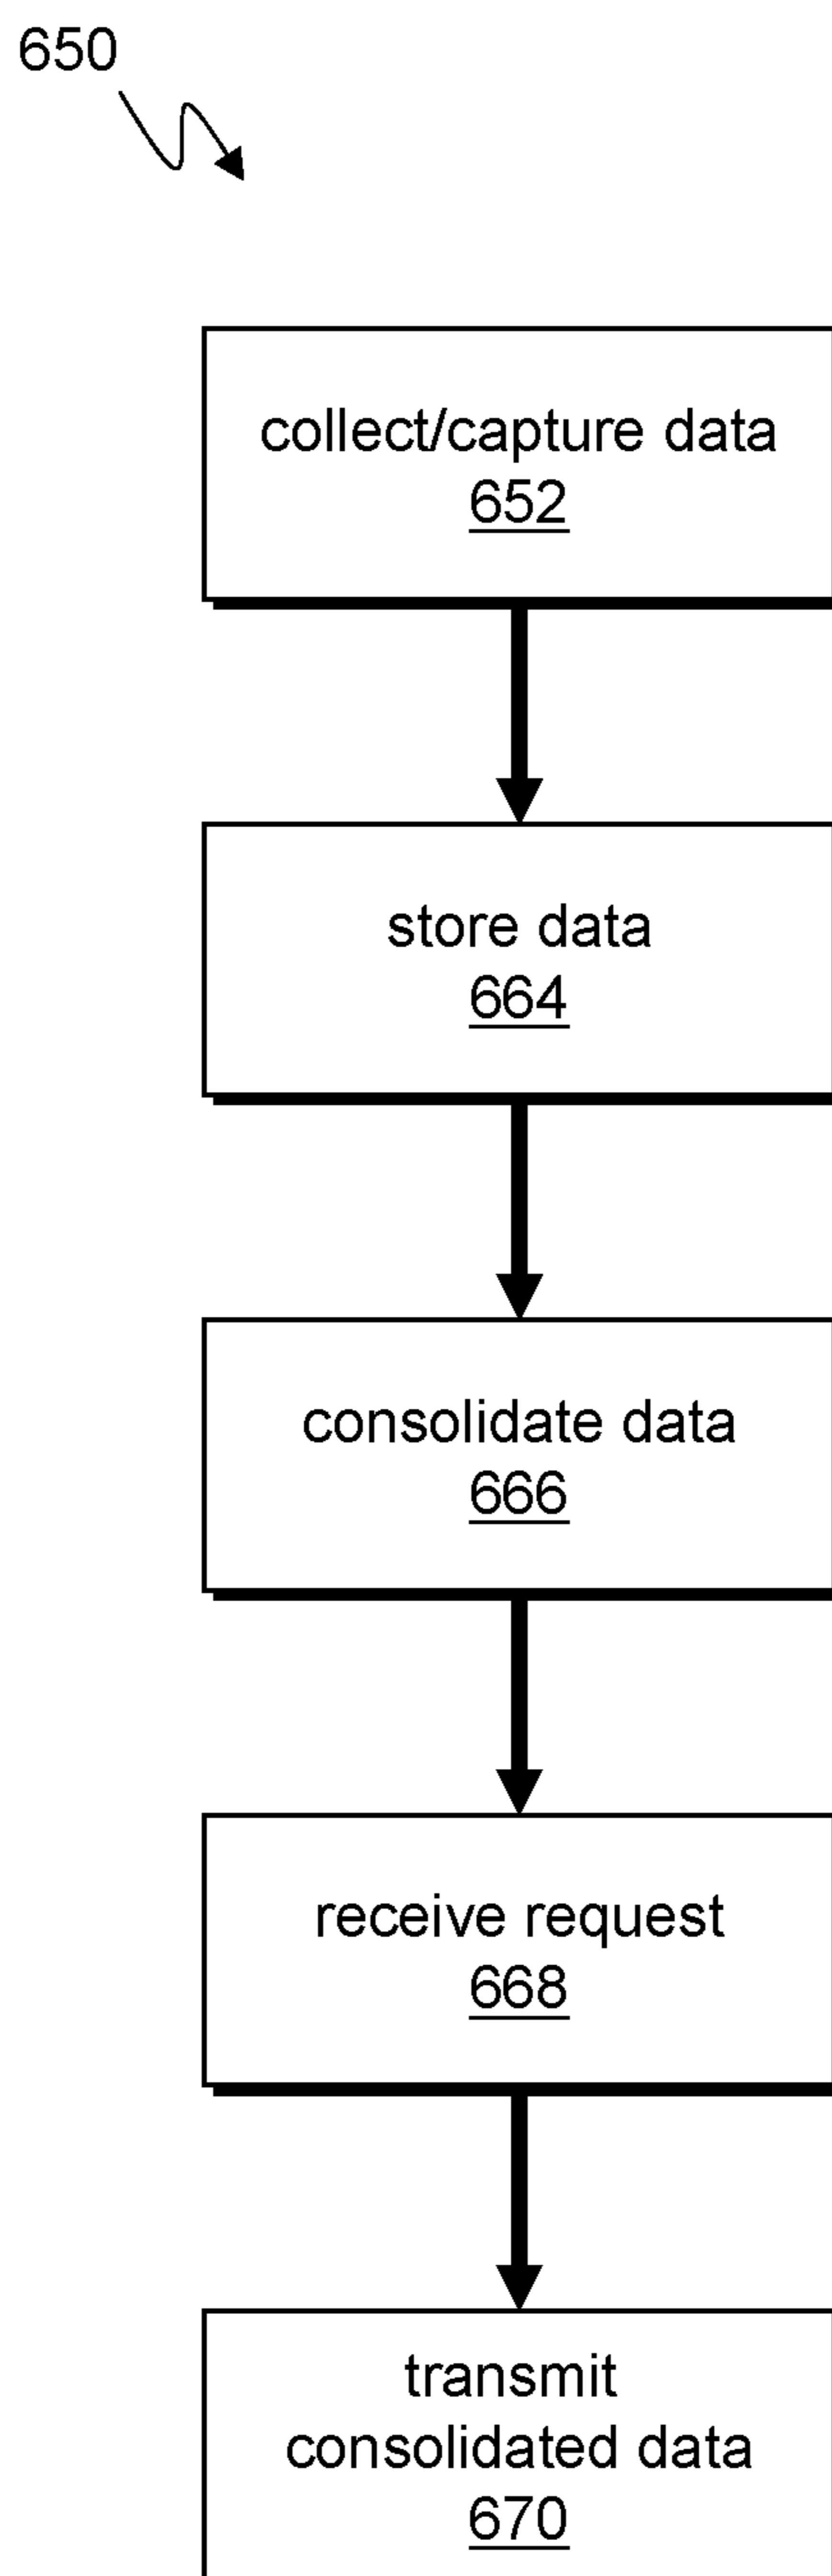 650
collect/capture data
652
store data
664
consolidate data
666
receive request
668
transmit
consolidated data
670